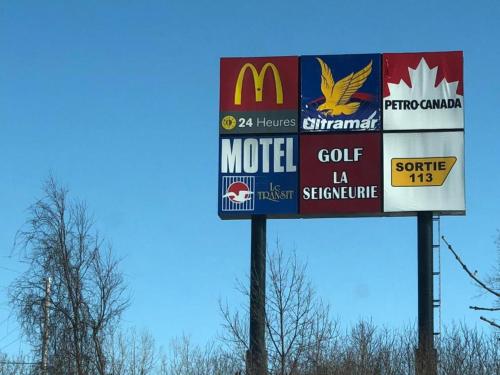 24 Heures
Ultramar
PETRO-CANADA
MOTEL
Le
TRANSIT
GOLF
LA
SEIGNEURIE
SORTIE
113